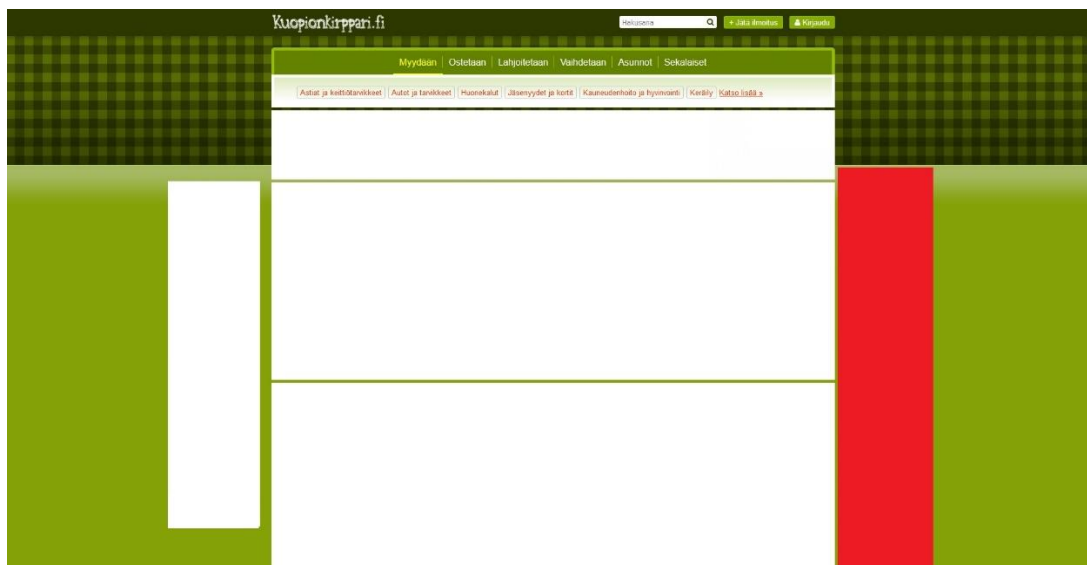 Kuopionkirppari.fi
Hakusana
+ Jätä ilmoitus
Kirjaudu
Myydään
Ostetaan
Lahjoitetaan
Vaihdetaan
Asunnot
Sekalaiset
Astiat ja keittiötarvikkeet
Autot ja tarvikkeet
Huonekalut
Jäsenyydet ja kortit
Kauneudenhoito ja hyvinvointi
Keräily
Katso lisää »